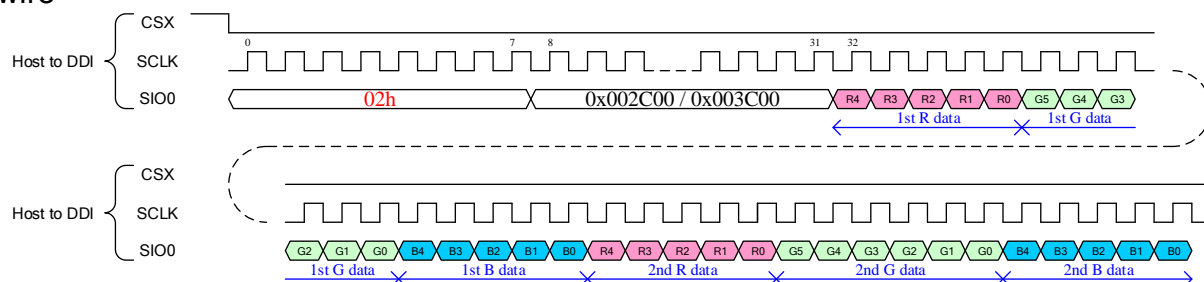 wire
CSX
0 7 8 31 32
Host to DDI SCLK
SIO0 02h 0x002C00 / 0x003C00 R4 R3 R2 R1 R0 G5 G4 G3
1st R data 1st G data
CSX
Host to DDI SCLK
SIO0 G2 G1 G0 B4 B3 B2 B1 B0 R4 R3 R2 R1 R0 G5 G4 G3 G2 G1 G0 B4 B3 B2 B1 B0
1st G data 1st B data 2nd R data 2nd G data 2nd B data